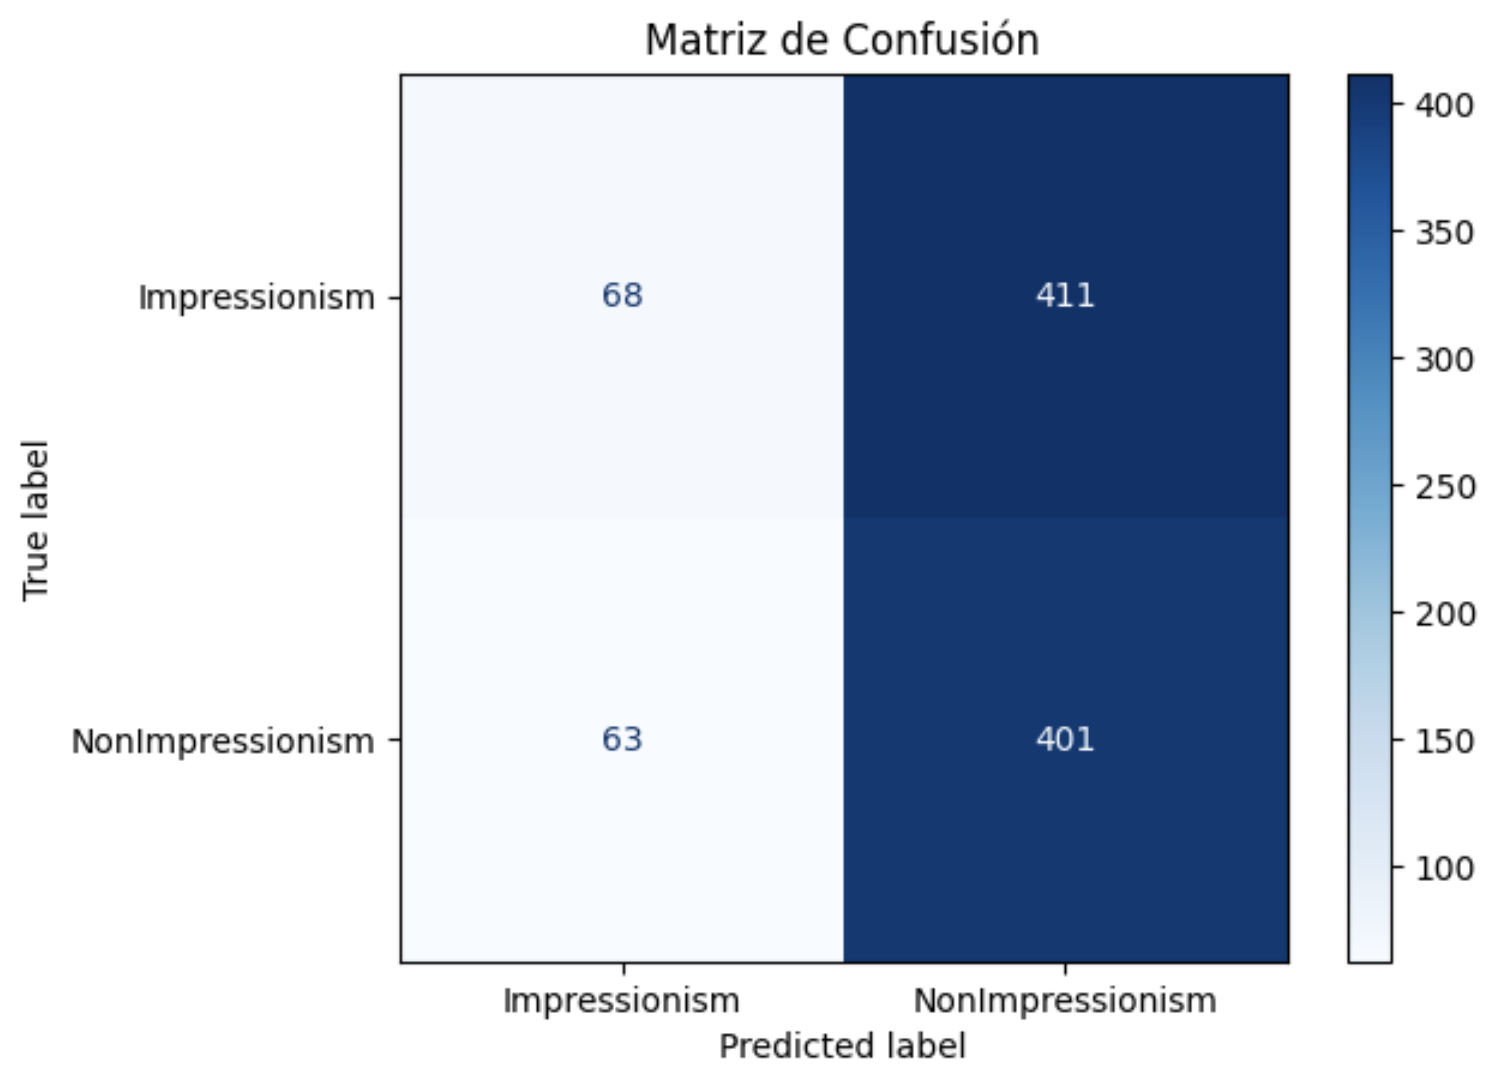 Matriz de Confusión
Impressionism
68
411
NonImpressionism
63
401
True label
Impressionism
NonImpressionism
Predicted label
400
350
300
250
200
150
100